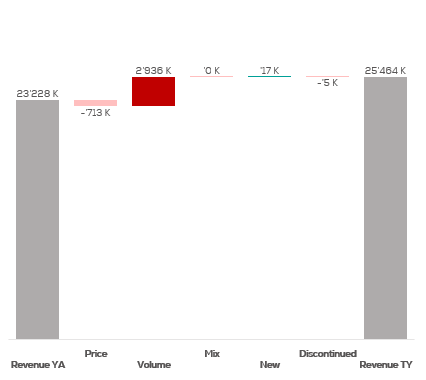 2'936 K
'0 K
'17 K
25'464 K
-'5 K
23'228 K
-'713 K
Price
Mix
Discontinued
Revenue YA
Volume
New
Revenue TY